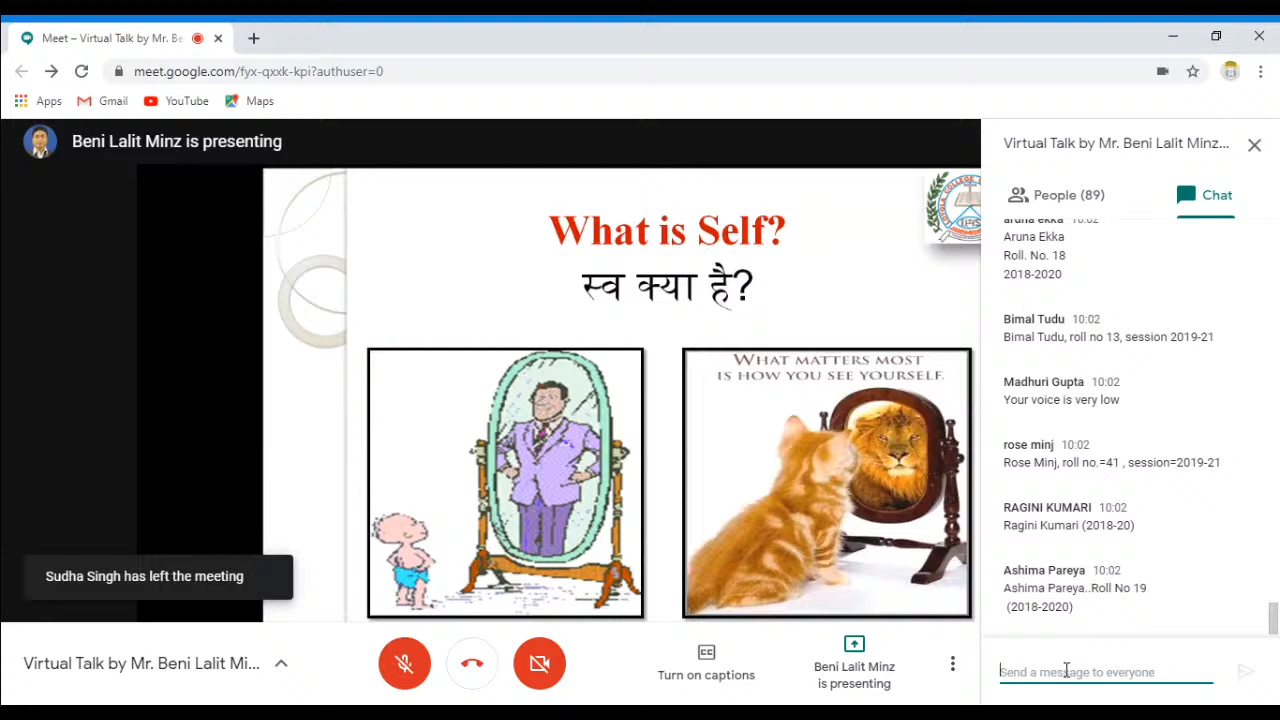 Meet – Virtual Talk by Mr. Be
meet.google.com/fyx-qxxk-kpi?authuser=0
Apps
Gmail
YouTube
Maps
Beni Lalit Minz is presenting
What is Self?
स्व क्या है?
WHAT MATTERS MOST
IS HOW YOU SEE YOURSELF.
Sudha Singh has left the meeting
Virtual Talk by Mr. Beni Lalit Mi...
Turn on captions
Beni Lalit Minz
is presenting
Virtual Talk by Mr. Beni Lalit Minz...
People (89)
Chat
aruna ekka 10:02
Aruna Ekka
Roll. No. 18
2018-2020
Bimal Tudu 10:02
Bimal Tudu, roll no 13, session 2019-21
Madhuri Gupta 10:02
Your voice is very low
rose minj 10:02
Rose Minj, roll no.=41 , session=2019-21
RAGINI KUMARI 10:02
Ragini Kumari (2018-20)
Ashima Pareya 10:02
Ashima Pareya..Roll No 19
(2018-2020)
Send a message to everyone